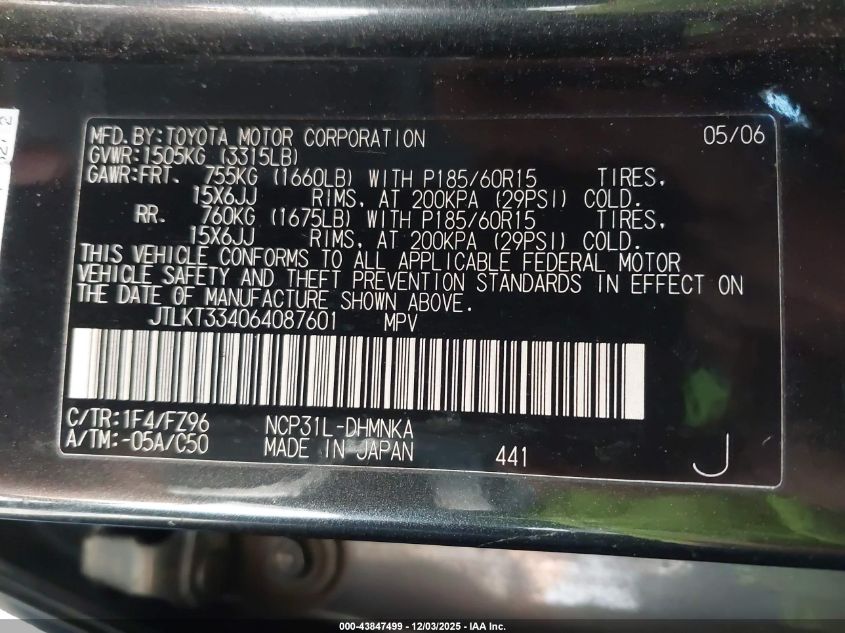 MFD.BY:TOYOTA MOTOR CORPORATION 05/06
GVWR:1505KG (3315LB)
GAWR:FRT. 755KG (1660LB) WITH P185/60R15 TIRES,
15X6JJ RIMS, AT 200KPA (29PSI) COLD.
RR. 760KG (1675LB) WITH P185/60R15 TIRES,
15X6JJ RIMS, AT 200KPA (29PSI) COLD.
THIS VEHICLE CONFORMS TO ALL APPLICABLE FEDERAL MOTOR
VEHICLE SAFETY AND THEFT PREVENTION STANDARDS IN EFFECT ON
THE DATE OF MANUFACTURE SHOWN ABOVE.
JTLKT334064087601 MPV
C/TR:1F4/FZ96 NCP31L-DHMNKA
A/TM:-05A/C50 MADE IN JAPAN 441 J
000-43847499 - 12/03/2025 - IAA Inc.